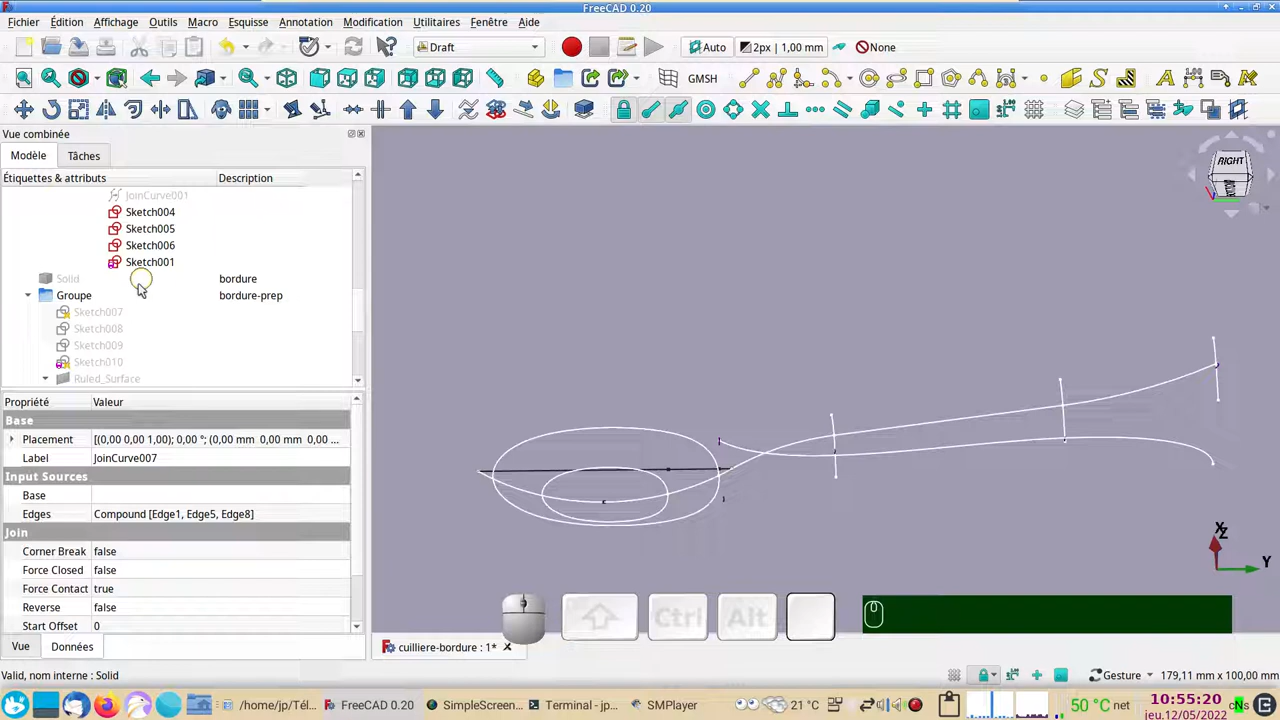 FreeCAD 0.20
Fichier Édition Affichage Outils Macro Esquisse Annotation Modification Utilitaires Fenêtre Aide
Draft Auto 2px | 1,00 mm None
GMSH
Vue combinée
Modèle Tâches
Étiquettes & attributs Description
JoinCurve001
Sketch004
Sketch005
Sketch006
Sketch001
Solid bordure
Groupe bordure-prep
Sketch007
Sketch008
Sketch009
Sketch010
Ruled_Surface
Propriété Valeur
Base
Placement [(0,00 0,00 1,00); 0,00 °; (0,00 mm 0,00 mm 0,00 ...
Label JoinCurve007
Input Sources
Base
Edges Compound [Edge1, Edge5, Edge8]
Join
Corner Break false
Force Closed false
Force Contact true
Reverse false
Start Offset 0
Vue Données
RIGHT
Z
Y
Ctrl Alt
cuilliere-bordure : 1*
Valid, nom interne : Solid
Gesture 179,11 mm x 100,00 mm
/home/jp/Tél... FreeCAD 0.20 SimpleScreen... Terminal - jp... SMPlayer 21 °C 50 °C 10:55:20
jeu.12/05/2022